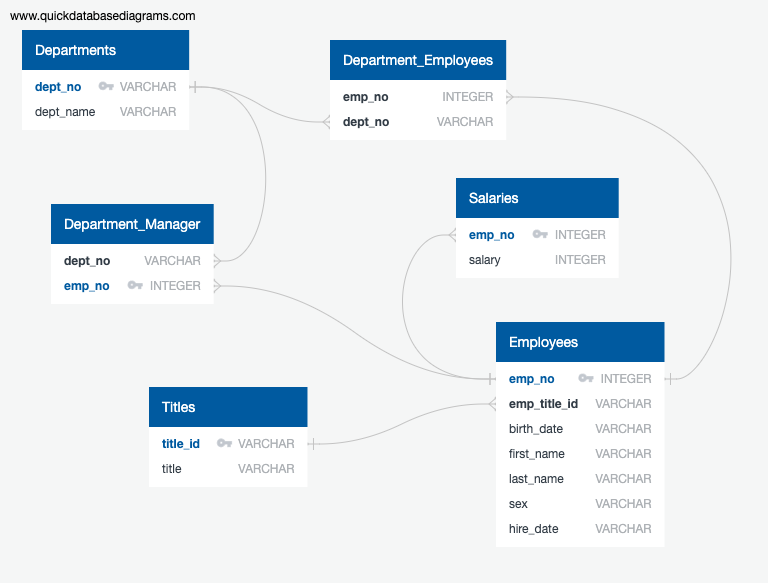 www.quickdatabasediagrams.com
Departments
dept_no VARCHAR
dept_name VARCHAR
Department_Employees
emp_no INTEGER
dept_no VARCHAR
Salaries
emp_no INTEGER
salary INTEGER
Department_Manager
dept_no VARCHAR
emp_no INTEGER
Employees
emp_no INTEGER
emp_title_id VARCHAR
birth_date VARCHAR
first_name VARCHAR
last_name VARCHAR
sex VARCHAR
hire_date VARCHAR
Titles
title_id VARCHAR
title VARCHAR